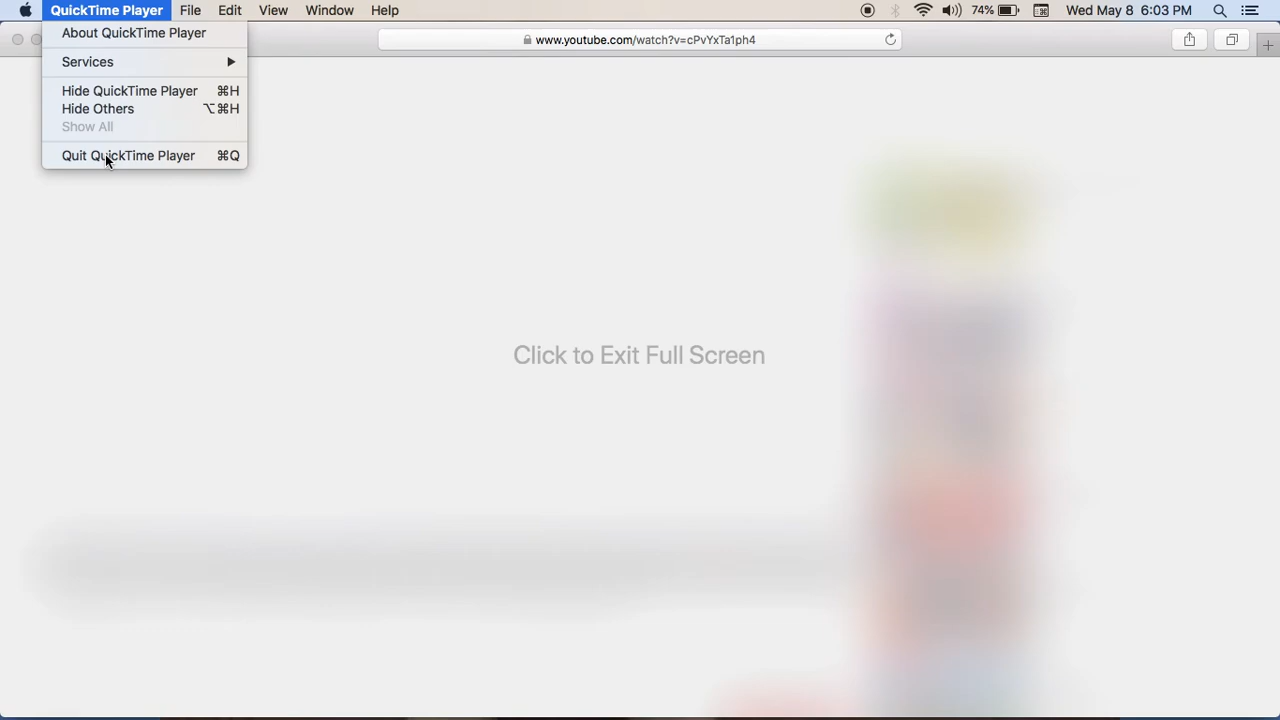 QuickTime Player File Edit View Window Help 74% Wed May 8 6:03 PM
About QuickTime Player
www.youtube.com/watch?v=cPvYxTa1ph4
Services ▶
Hide QuickTime Player ⌘H
Hide Others ⌥⌘H
Show All
Quit QuickTime Player ⌘Q
Click to Exit Full Screen